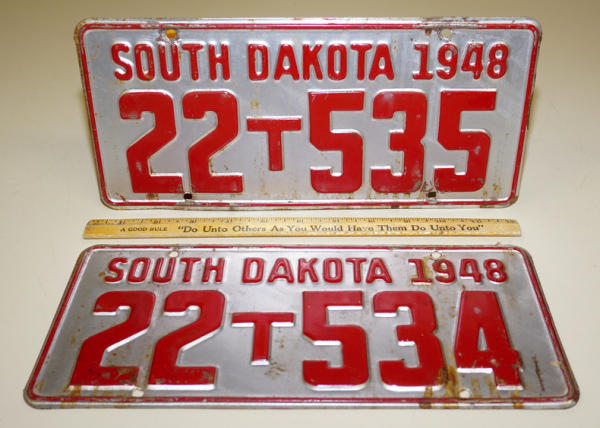 SOUTH DAKOTA 1948
22T535
A GOOD RULE "Do Unto Others As You Would Have Them Do Unto You"
SOUTH DAKOTA 1948
22T534